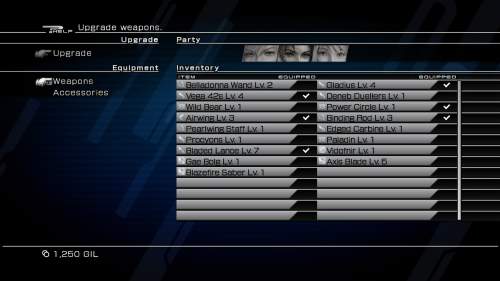 HELP Upgrade weapons.
Upgrade Party
Upgrade
Equipment Inventory
Weapons
Accessories
ITEM EQUIPPED EQUIPPED
Belladonna Wand Lv. 2 Gladius Lv. 4
Vega 42s Lv. 4 Deneb Duellers Lv. 1
Wild Bear Lv. 1 Power Circle Lv. 1
Airwing Lv. 3 Binding Rod Lv. 3
Pearlwing Staff Lv. 1 Edged Carbine Lv. 1
Procyons Lv. 1 Paladin Lv. 1
Bladed Lance Lv. 7 Vidofnir Lv. 1
Gae Bolg Lv. 1 Axis Blade Lv. 5
Blazefire Saber Lv. 1
1,250 GIL